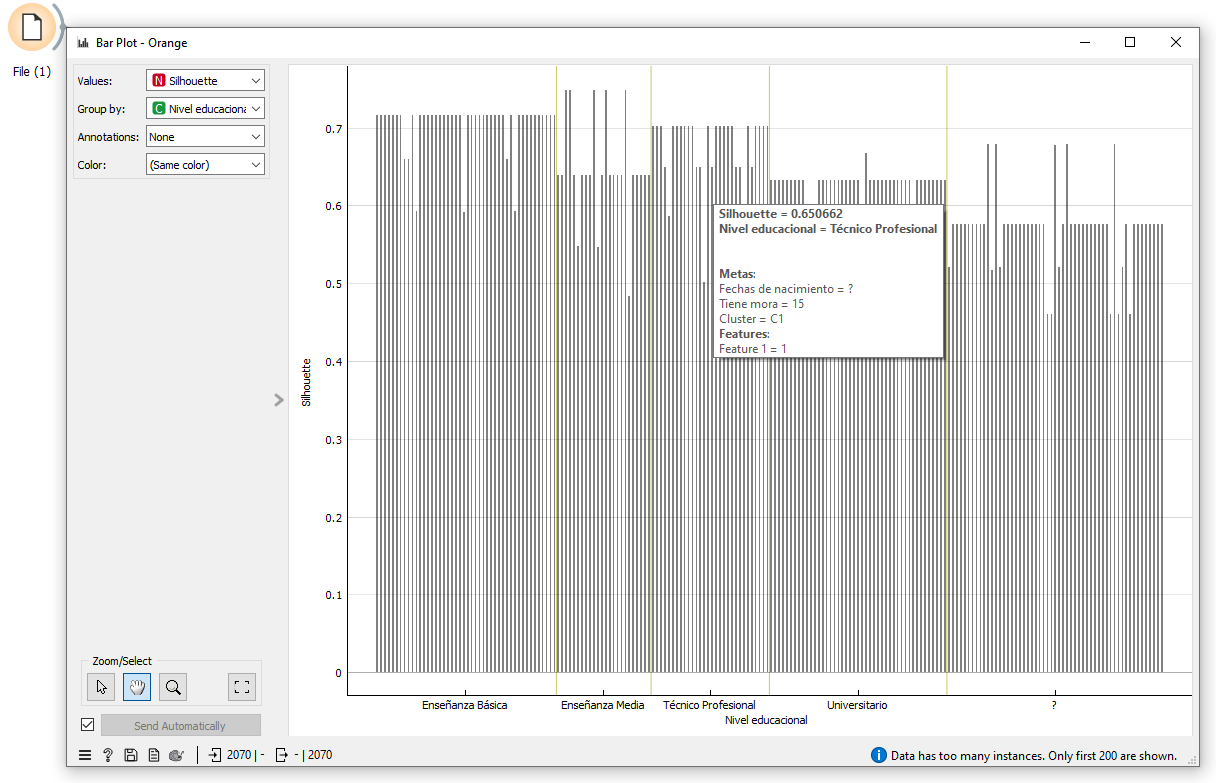 File (1)
Bar Plot - Orange
Values:
N Silhouette
Group by:
C Nivel educaciona
Annotations:
None
Color:
(Same color)
Zoom/Select
Send Automatically
Silhouette
0.7
0.6
0.5
0.4
0.3
0.2
0.1
0
Silhouette = 0.650662
Nivel educacional = Técnico Profesional
Metas:
Fechas de nacimiento = ?
Tiene mora = 15
Cluster = C1
Features:
Feature 1 = 1
Enseñanza Básica
Enseñanza Media
Técnico Profesional
Universitario
?
Nivel educacional
? 2070 | - - | 2070
i Data has too many instances. Only first 200 are shown.